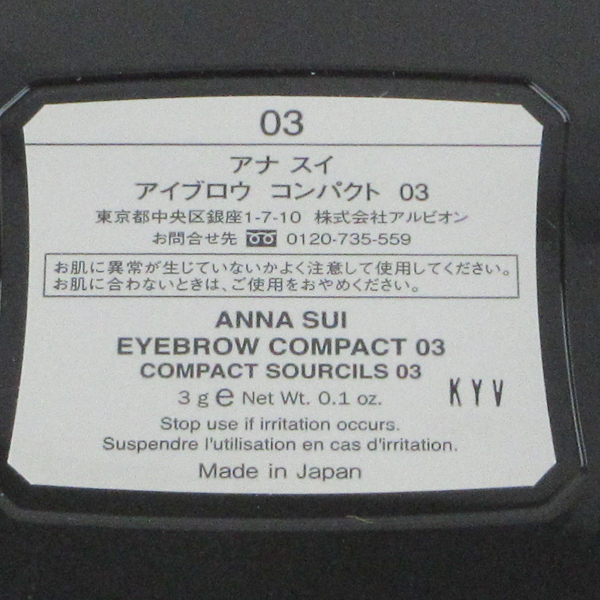 03
アナ スイ
アイブロウ コンパクト 03
東京都中央区銀座1-7-10 株式会社アルビオン
お問合せ先 0120-735-559
お肌に異常が生じていないかよく注意して使用してください。
お肌に合わないときは、ご使用をおやめください。
ANNA SUI
EYEBROW COMPACT 03
COMPACT SOURCILS 03
3 g ℮ Net Wt. 0.1 oz.
KYV
Stop use if irritation occurs.
Suspendre l'utilisation en cas d'irritation.
Made in Japan